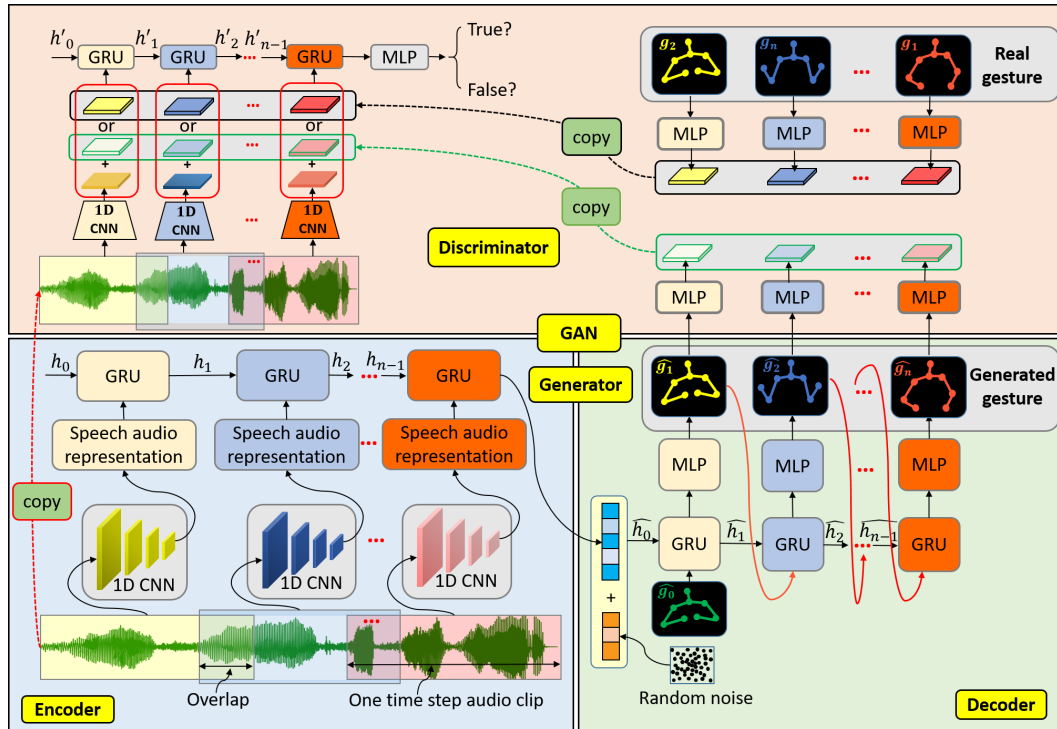 h'₀
h'₁
h'₂
h'ₙ₋₁
GRU
GRU
...
GRU
MLP
True?
False?
or
or
or
+
+
+
1D
CNN
1D
CNN
1D
CNN
...
copy
copy
Discriminator
g₂
gₙ
g₁
...
Real
gesture
MLP
MLP
...
MLP
...
...
MLP
MLP
...
MLP
GAN
Generator
h₀
h₁
h₂
...
hₙ₋₁
GRU
GRU
GRU
Speech audio
representation
Speech audio
representation
...
Speech audio
representation
copy
1D CNN
1D CNN
...
1D CNN
...
Overlap
One time step audio clip
Encoder
ĝ₁
ĝ₂
...
ĝₙ
Generated
gesture
MLP
MLP
...
MLP
ĥ₀
GRU
ĥ₁
GRU
ĥ₂
...
ĥₙ₋₁
GRU
ĝ₀
+
Random noise
Decoder